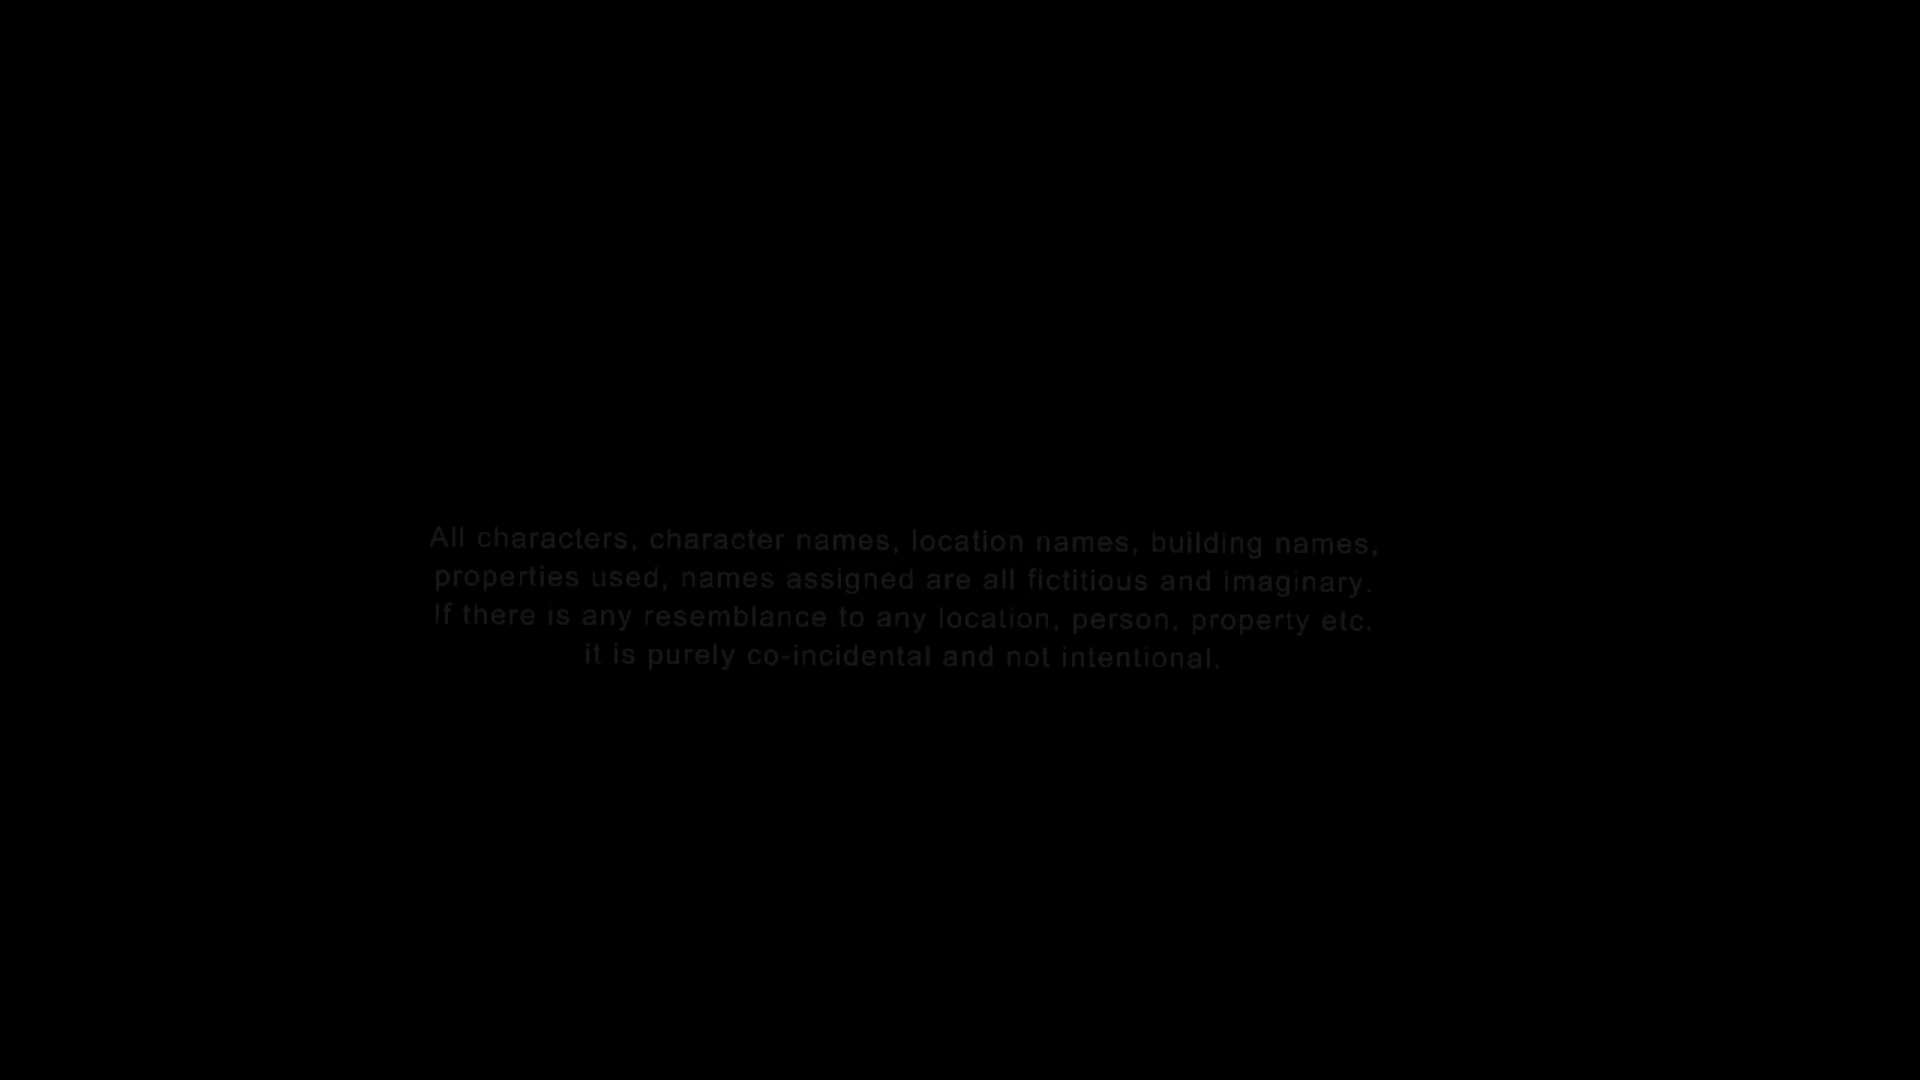 All characters, character names, location names, building names,
properties used, names assigned are all fictitious and imaginary.
If there is any resemblance to any location, person, property etc.
it is purely co-incidental and not intentional.